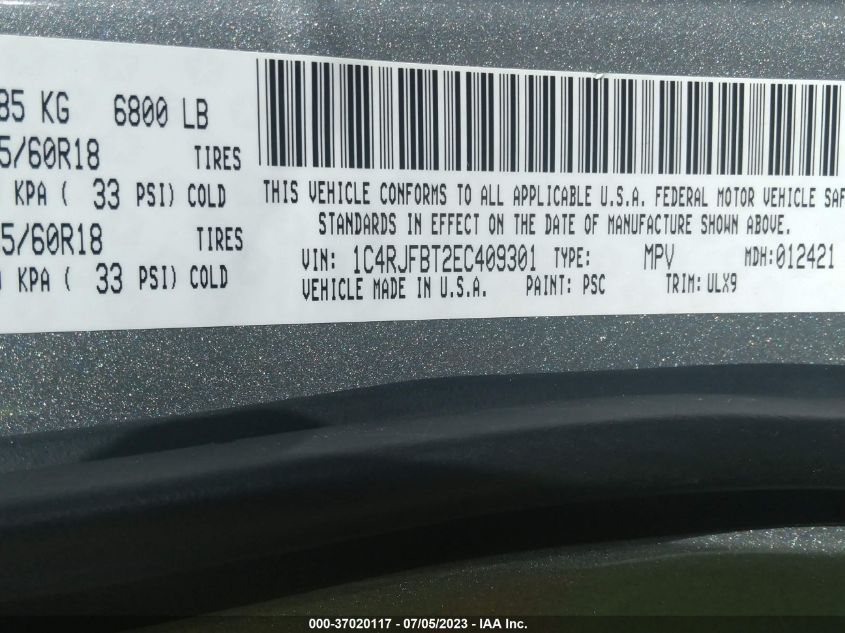 85 KG 6800 LB
5/60R18 TIRES
KPA ( 33 PSI) COLD
5/60R18 TIRES
KPA ( 33 PSI) COLD
THIS VEHICLE CONFORMS TO ALL APPLICABLE U.S.A. FEDERAL MOTOR VEHICLE SAF
STANDARDS IN EFFECT ON THE DATE OF MANUFACTURE SHOWN ABOVE.
VIN: 1C4RJFBT2EC409301 TYPE: MPV MDH:012421
VEHICLE MADE IN U.S.A. PAINT: PSC TRIM: ULX9
000-37020117 - 07/05/2023 - IAA Inc.